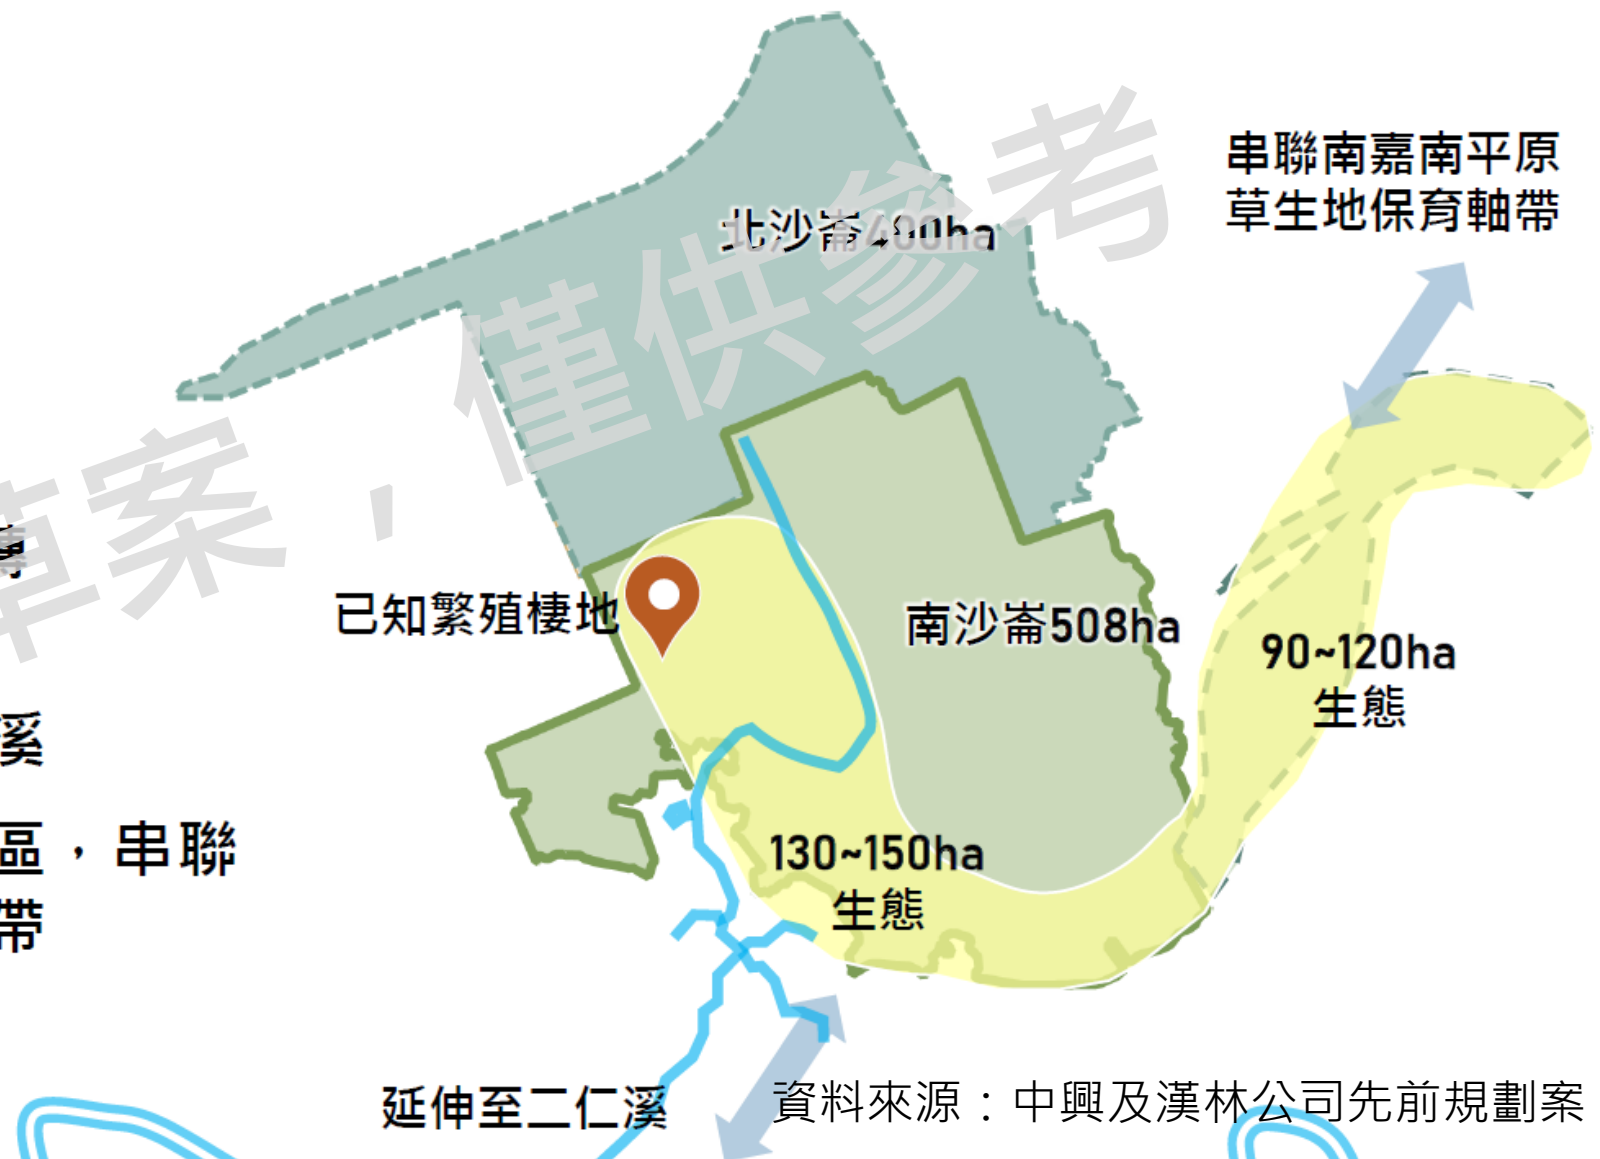 串聯南嘉南平原
草生地保育軸帶
北沙崙400ha
草案，僅供參考
已知繁殖棲地
南沙崙508ha
90~120ha
生態
溪
區，串聯
帶
130~150ha
生態
延伸至二仁溪
資料來源：中興及漢林公司先前規劃案